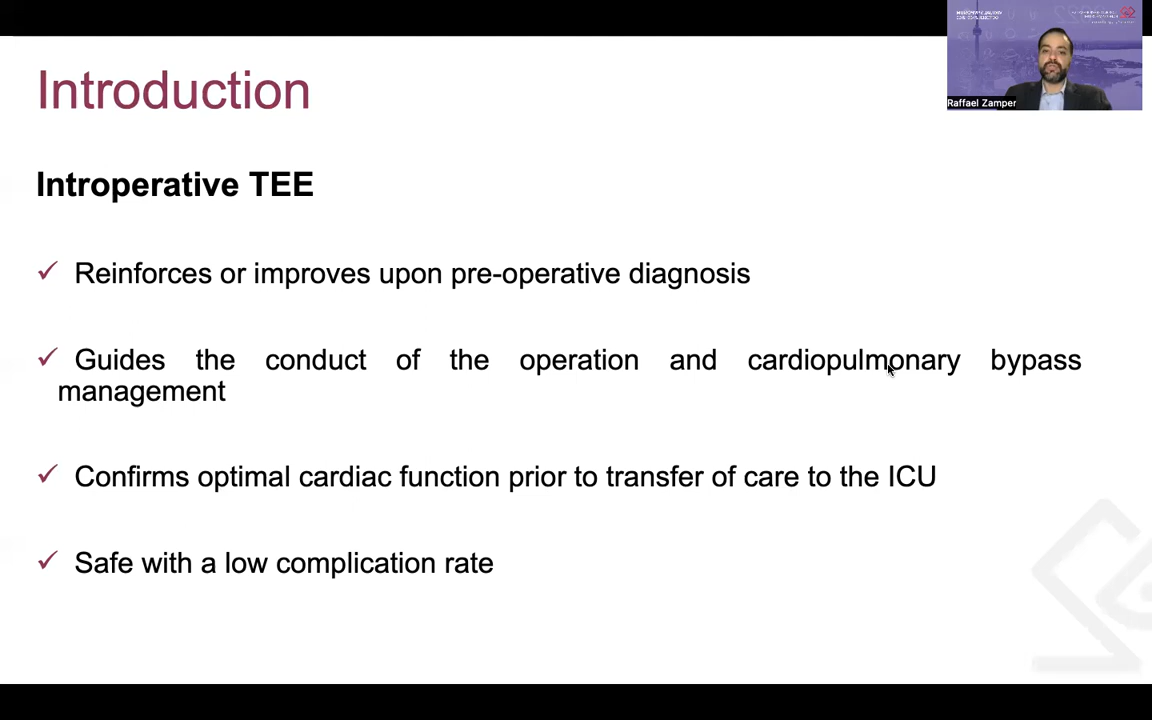 Introduction
Raffael Zamper
Introperative TEE
✓ Reinforces or improves upon pre-operative diagnosis
✓ Guides the conduct of the operation and cardiopulmonary bypass
management
✓ Confirms optimal cardiac function prior to transfer of care to the ICU
✓ Safe with a low complication rate